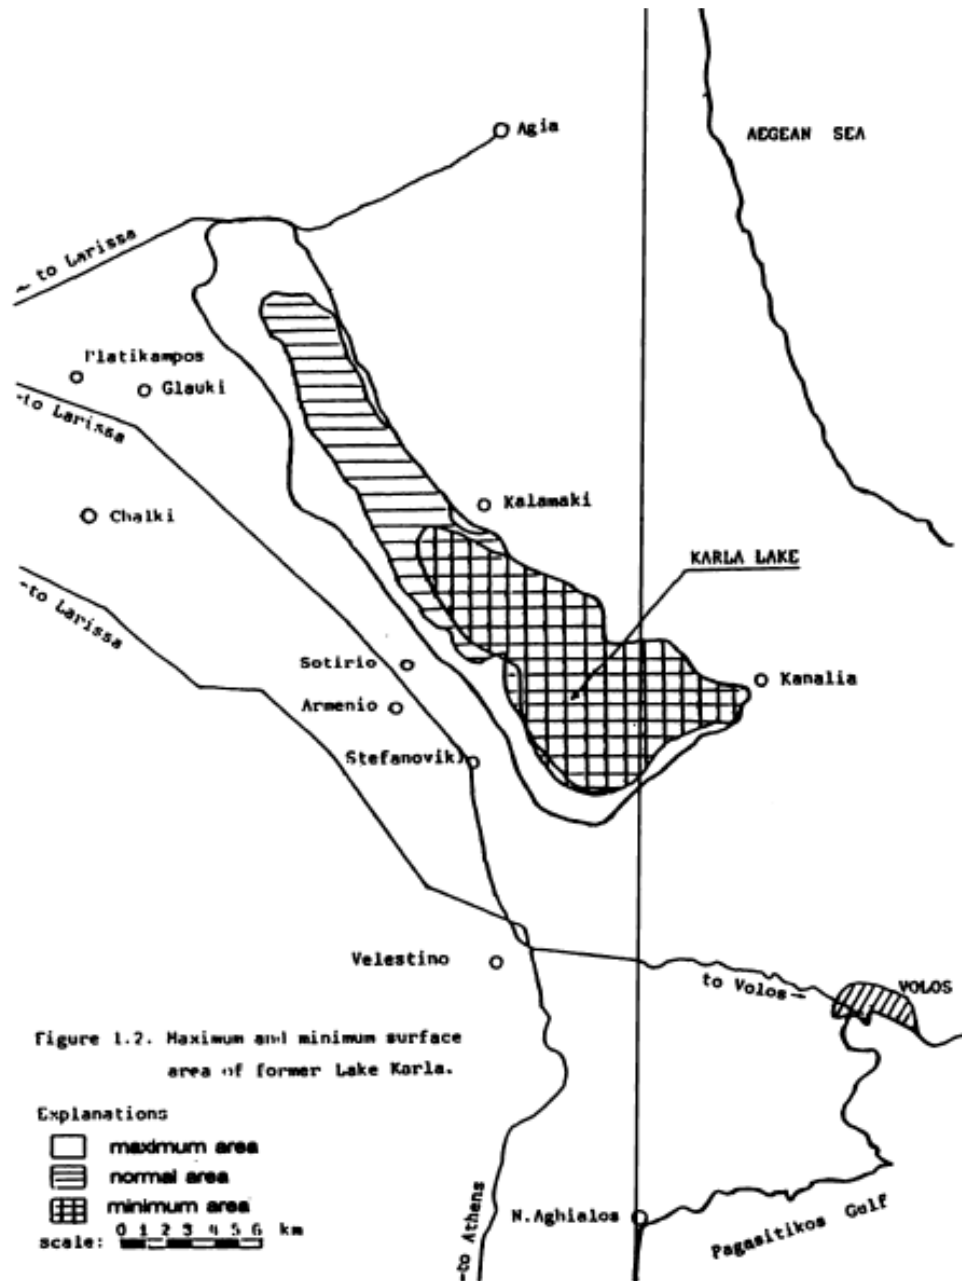 Agia
AEGEAN SEA
~ to Larissa
Platikampos
Glauki
-to Larissa
Kalamaki
Chalki
KARLA LAKE
-to Larissa
Sotirio
Kanalia
Armenio
Stefanoviki
Velestino
to Volos→
VOLOS
Figure 1.2. Maximum and minimum surface
area of former Lake Karla.
Explanations
maximum area
normal area
minimum area
0 1 2 3 4 5 6 km
scale:
-to Athens
N.Aghialos
Pagasitikos Gulf